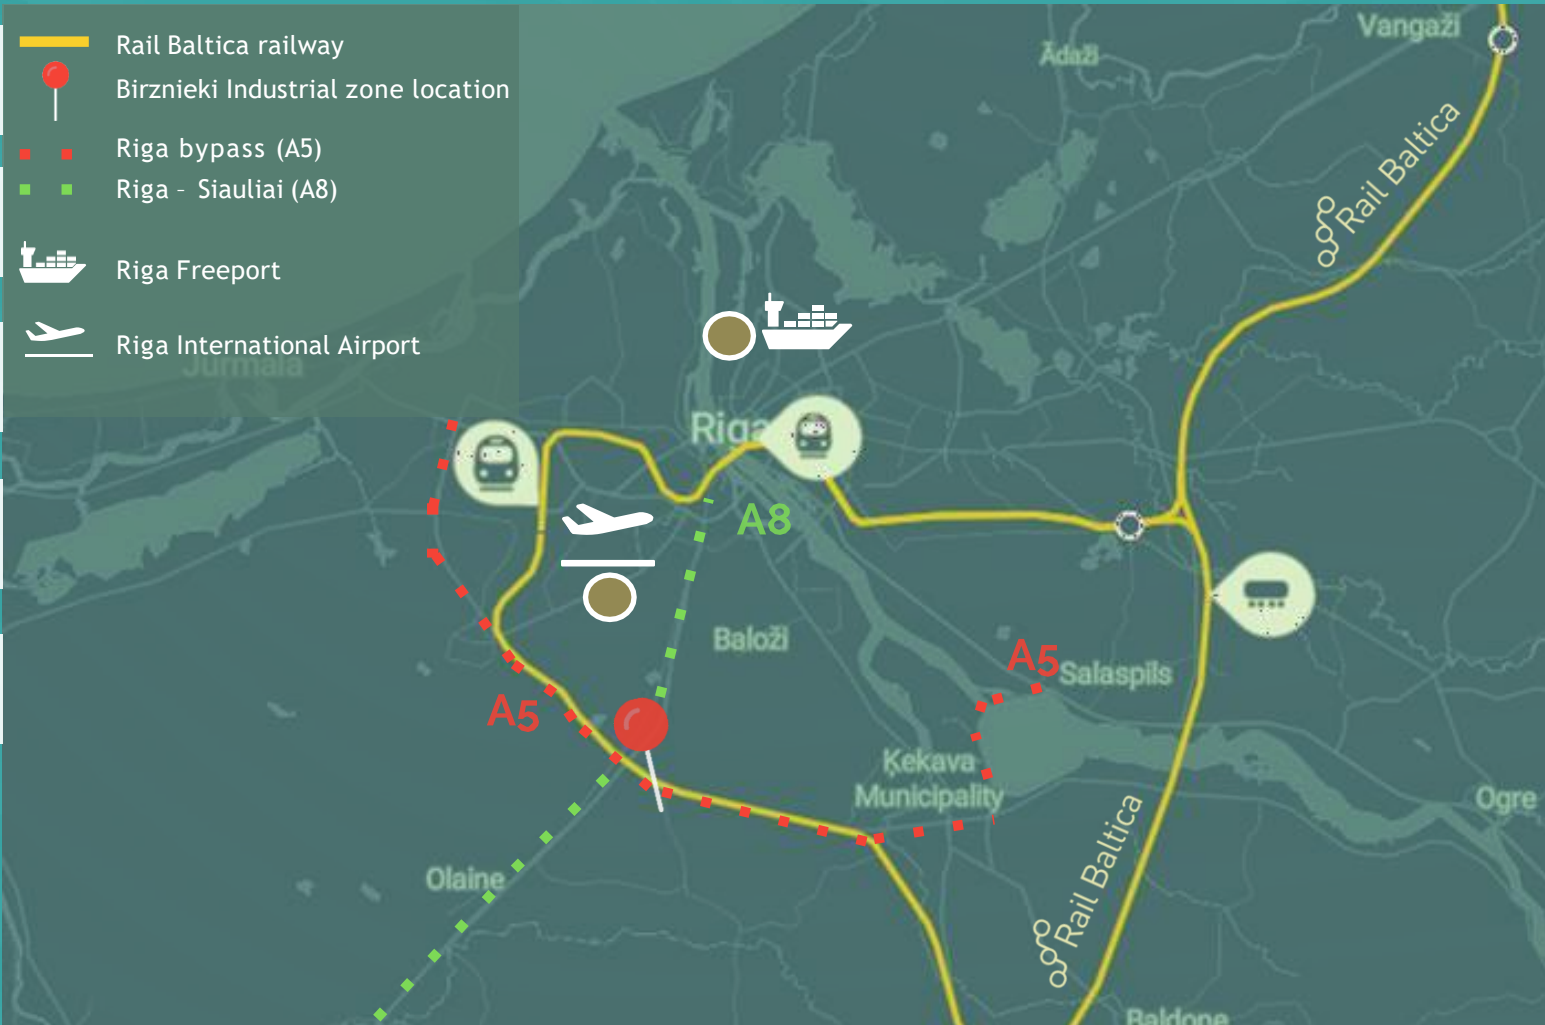 Rail Baltica railway
Birznieki Industrial zone location
Riga bypass (A5)
Riga – Siauliai (A8)
Riga Freeport
Riga International Airport
Jūrmala
Vangaži
Ādaži
Rail Baltica
Riga
A8
Baloži
A5
Salaspils
A5
Ķekava
Municipality
Ogre
Rail Baltica
Olaine
Baldone